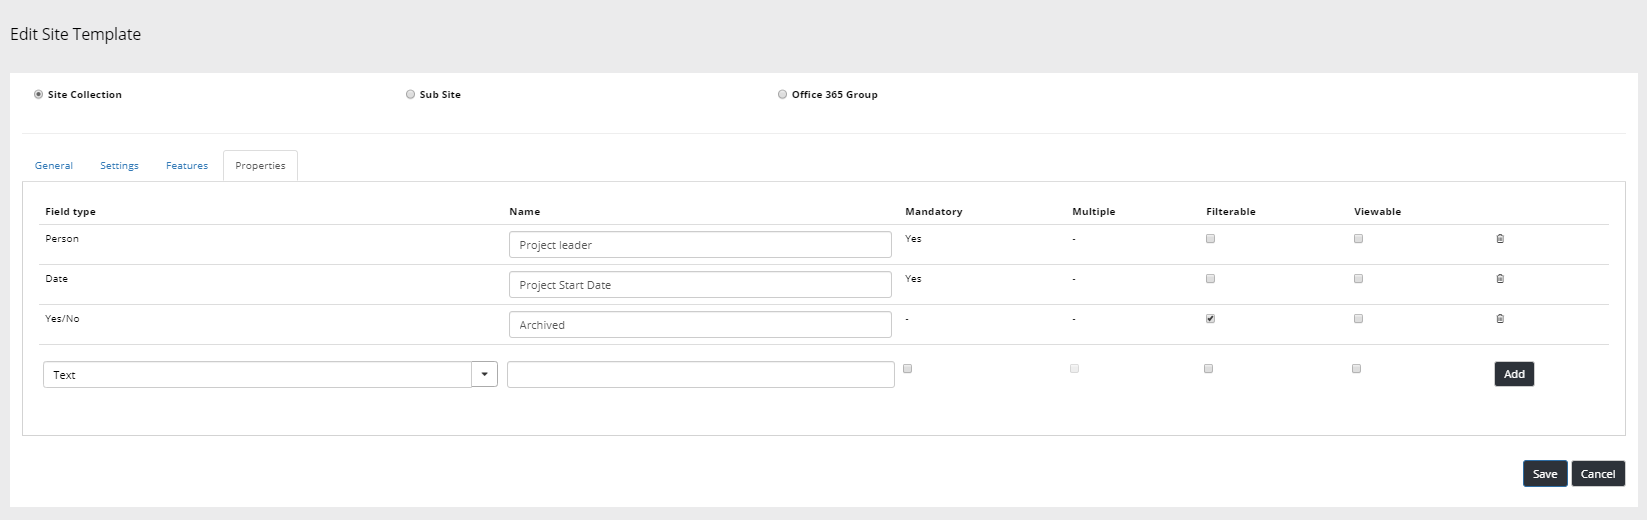 Edit Site Template
Site Collection Sub Site Office 365 Group
General Settings Features Properties
Field type Name Mandatory Multiple Filterable Viewable
Person Project leader Yes -
Date Project Start Date Yes -
Yes/No Archived - -
Text Add
Save Cancel